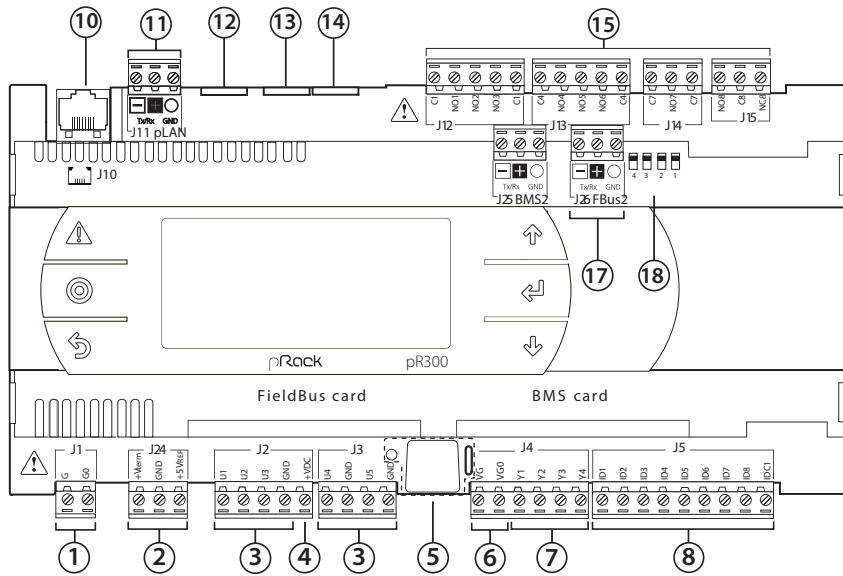 10 11 12 13 14 15
C1 NO1 NO2 NO3 C1 C4 NO4 NO5 NO6 C4 C7 NO7 C7 NO8 C8 NC8
J12 J13 J14 J15
Tx/Rx GND
J11 pLAN
J10
4 3 2 1
Tx/Rx GND Tx/Rx GND
J25 BMS2 J26 FBus2
17 18
pRack pR300
FieldBus card BMS card
J1 J24 J2 J3 J4 J5
G G0 +Vterm GND +5VREF U1 U2 U3 GND +VDC U4 GND U5 GND VG VG0 Y1 Y2 Y3 Y4 ID1 ID2 ID3 ID4 ID5 ID6 ID7 ID8 IDC1
1 2 3 4 3 5 6 7 8